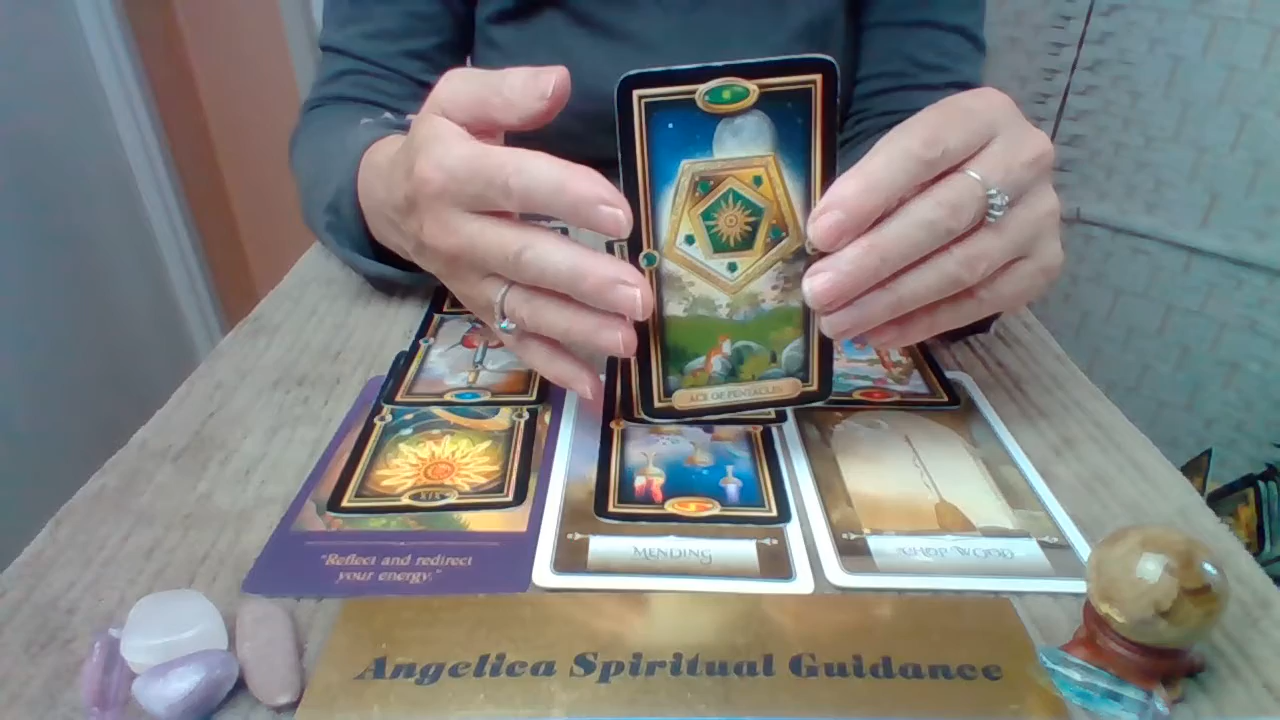 ACE OF PENTACLES
XIX
"Reflect and redirect
your energy."
MENDING
CHOP WOOD
Angelica Spiritual Guidance